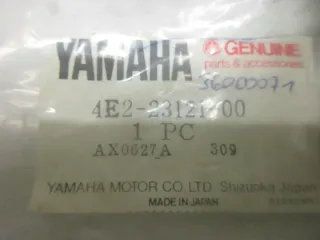 YAMAHA GENUINE
parts & accessories
4E2-23121-00
1 PC
AX0627A 309
YAMAHA MOTOR CO.LTD Shizuoka Japan
MADE IN JAPAN